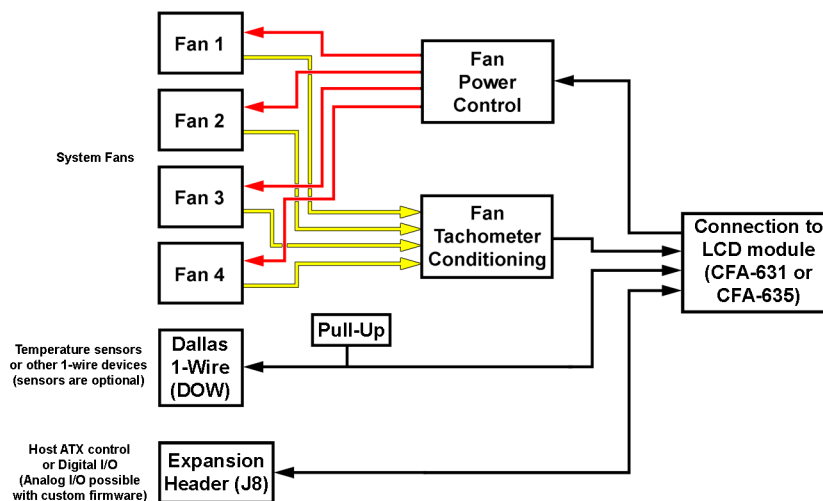 System Fans
Fan 1
Fan 2
Fan 3
Fan 4
Fan
Power
Control
Fan
Tachometer
Conditioning
Connection to
LCD module
(CFA-631 or
CFA-635)
Pull-Up
Temperature sensors
or other 1-wire devices
(sensors are optional)
Dallas
1-Wire
(DOW)
Host ATX control
or Digital I/O
(Analog I/O possible
with custom firmware)
Expansion
Header (J8)